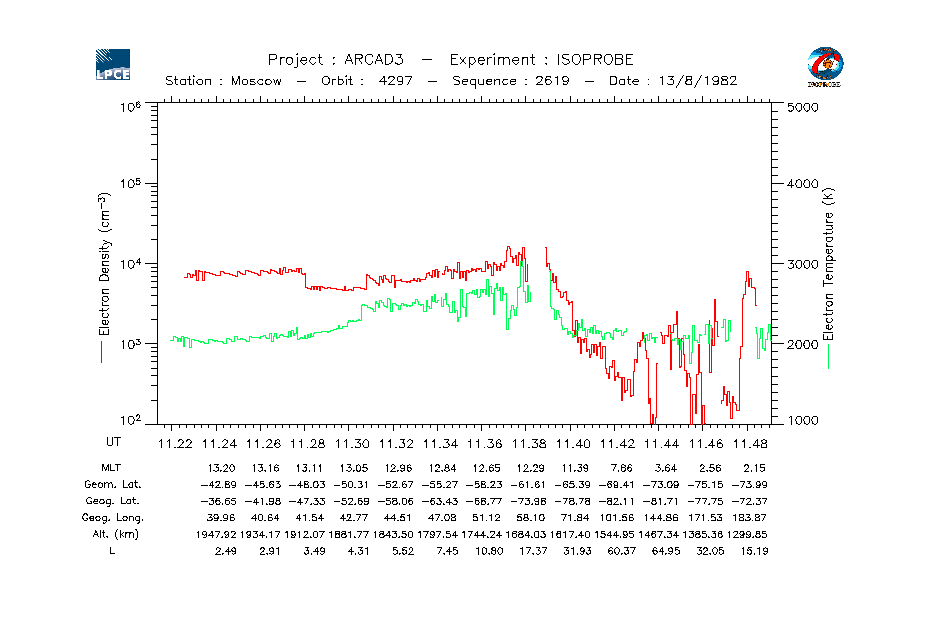 LPCE
Project : ARCAD3 — Experiment : ISOPROBE
ISOPROBE
Station : Moscow — Orbit : 4297 — Sequence : 2619 — Date : 13/8/1982
10⁶ 5000
10⁵ 4000
10⁴ 3000
10³ 2000
10² 1000
Electron Density (cm⁻³)
Electron Temperature (K)
UT 11.22 11.24 11.26 11.28 11.30 11.32 11.34 11.36 11.38 11.40 11.42 11.44 11.46 11.48
MLT 13.20 13.16 13.11 13.05 12.96 12.84 12.65 12.29 11.39 7.66 3.64 2.56 2.15
Geom. Lat. −42.89 −45.63 −48.03 −50.31 −52.67 −55.27 −58.23 −61.61 −65.39 −69.41 −73.09 −75.15 −73.99
Geog. Lat. −36.65 −41.98 −47.33 −52.69 −58.06 −63.43 −68.77 −73.96 −78.78 −82.11 −81.71 −77.75 −72.37
Geog. Long. 39.96 40.64 41.54 42.77 44.51 47.08 51.12 58.10 71.84 101.56 144.86 171.53 183.87
Alt. (km) 1947.92 1934.17 1912.07 1881.77 1843.50 1797.54 1744.24 1684.03 1617.40 1544.95 1467.34 1385.36 1299.85
L 2.49 2.91 3.49 4.31 5.52 7.45 10.80 17.37 31.93 60.37 64.95 32.05 15.19